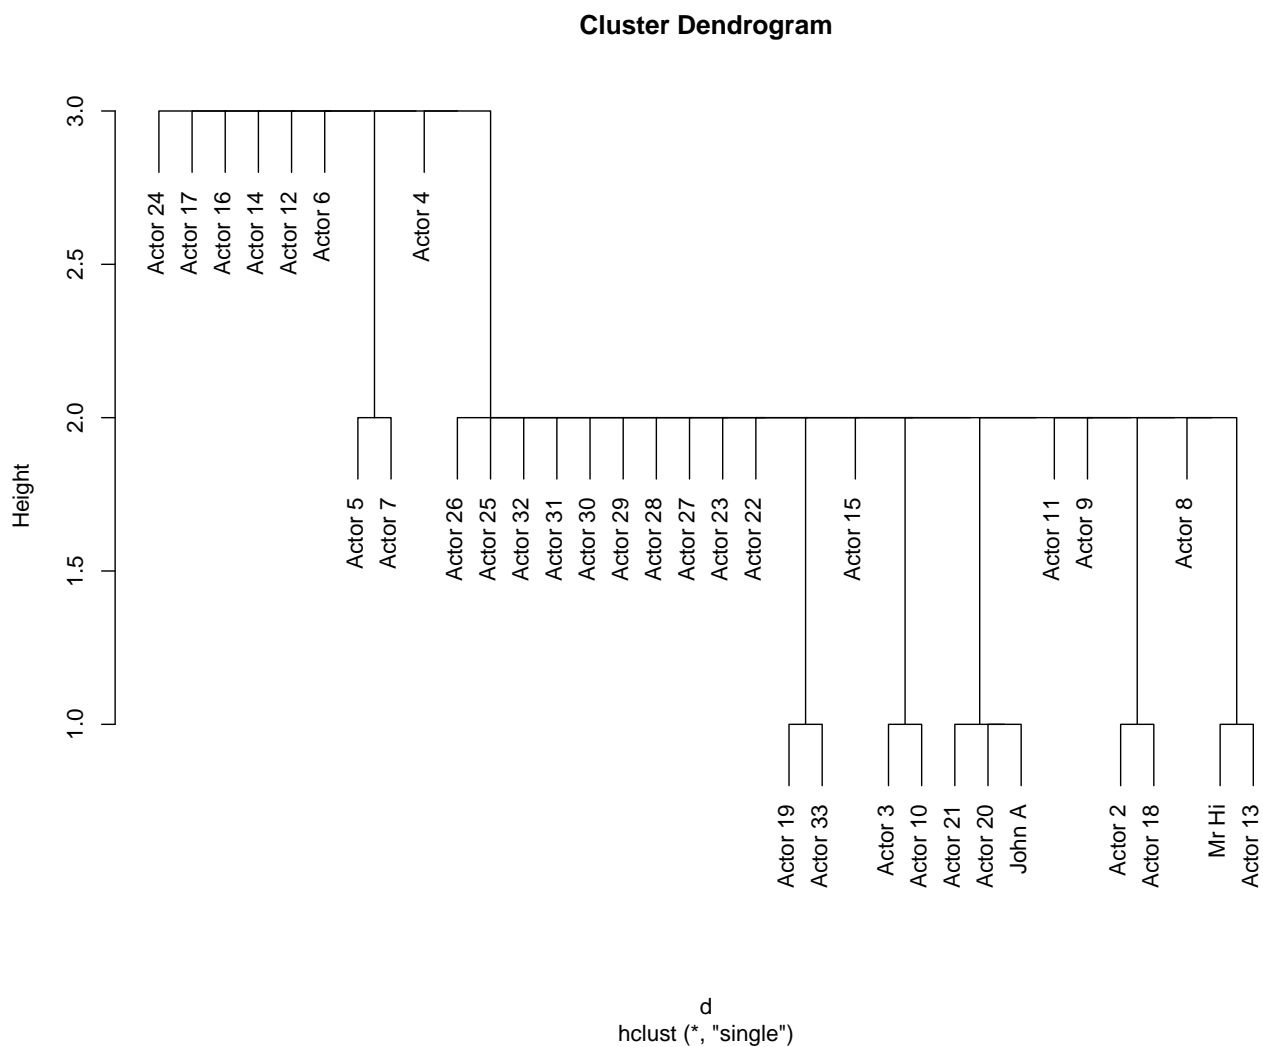 Cluster Dendrogram
3.0
2.5
2.0
1.5
1.0
Height
Actor 24
Actor 17
Actor 16
Actor 14
Actor 12
Actor 6
Actor 5
Actor 7
Actor 4
Actor 26
Actor 25
Actor 32
Actor 31
Actor 30
Actor 29
Actor 28
Actor 27
Actor 23
Actor 22
Actor 19
Actor 33
Actor 15
Actor 3
Actor 10
Actor 21
Actor 20
John A
Actor 11
Actor 9
Actor 2
Actor 18
Actor 8
Mr Hi
Actor 13
d
hclust (*, "single")